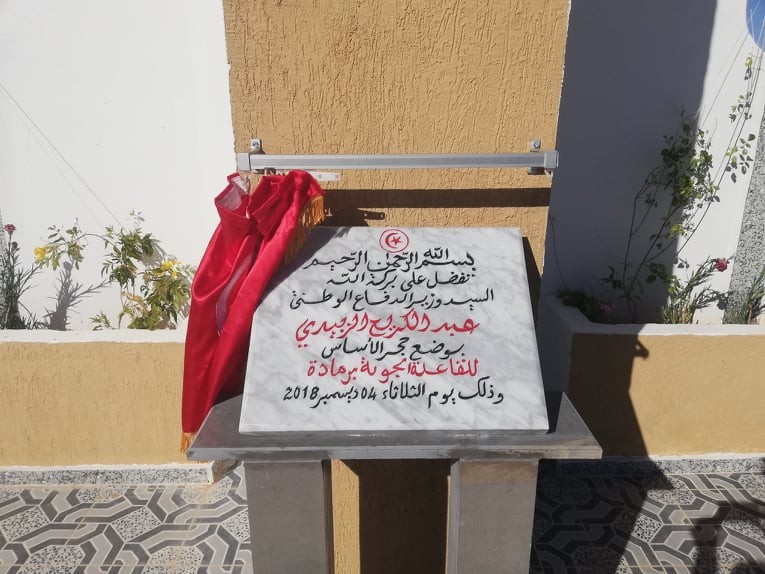 بسم الله الرحمن الرحيم
تفضل على بركة الله
السيد وزير الدفاع الوطني
عبد الكريم الزبيدي
بوضع حجر الأساس
للقاعدة الجوية برمادة
وذلك يوم الثلاثاء 04 ديسمبر 2018